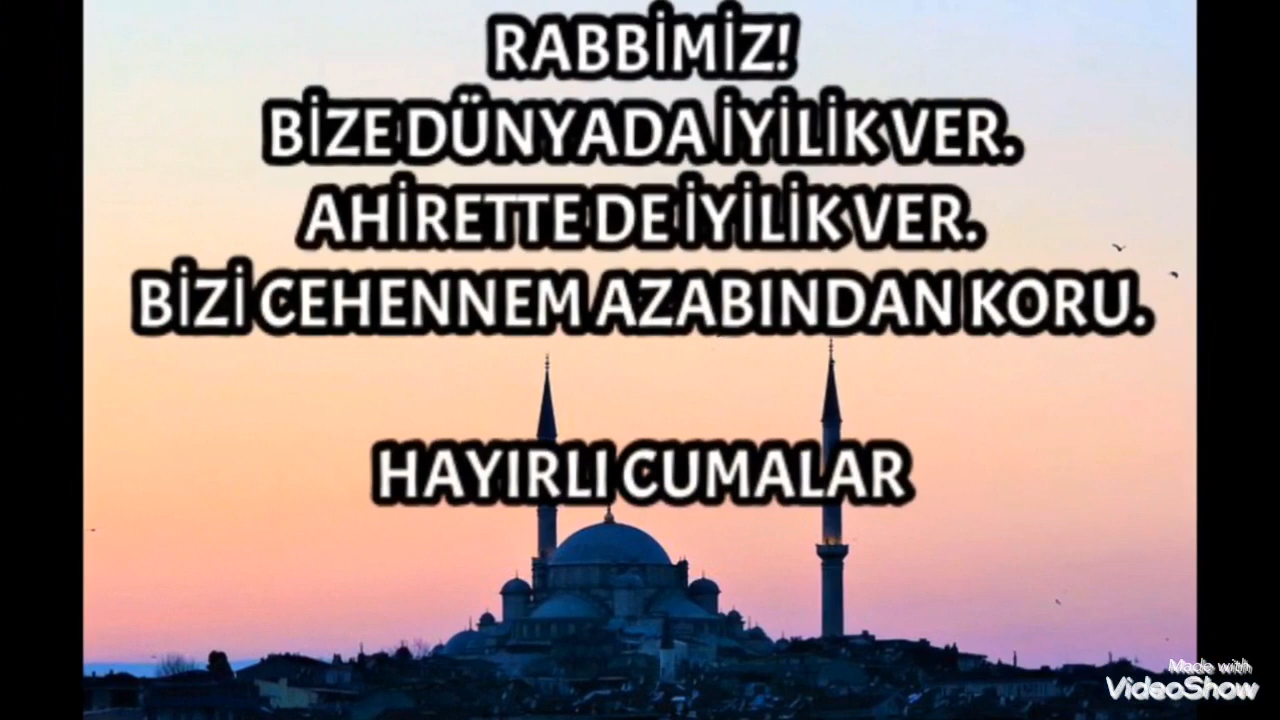 RABBİMİZ!
BİZE DÜNYADA İYİLİK VER.
AHİRETTE DE İYİLİK VER.
BİZİ CEHENNEM AZABINDAN KORU.
HAYIRLI CUMALAR
Made with
VideoShow